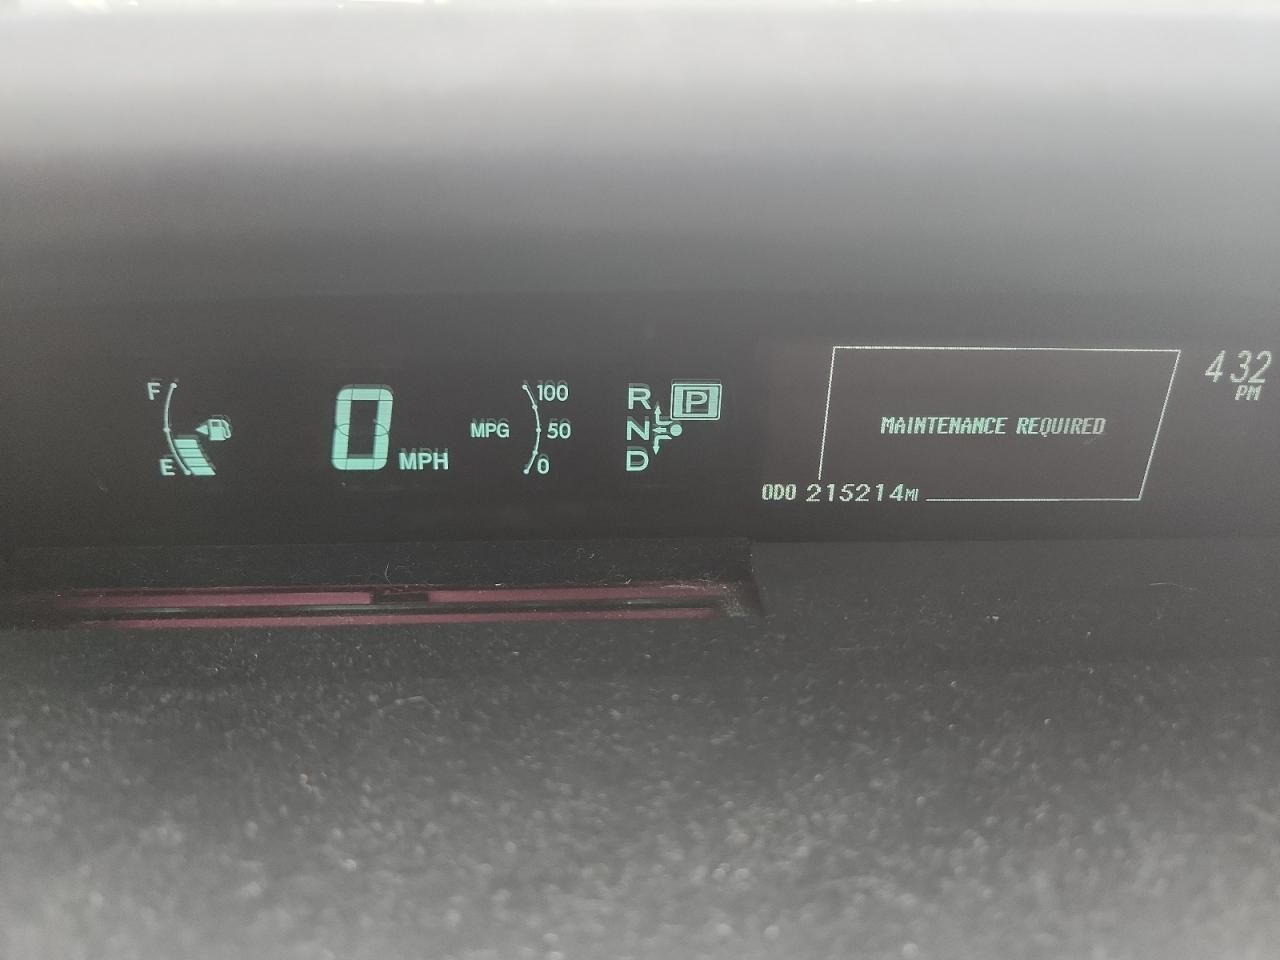 F
E
0 MPH
MPG
100
50
0
R P
N
D
MAINTENANCE REQUIRED
ODO 215214MI
4 32
PM